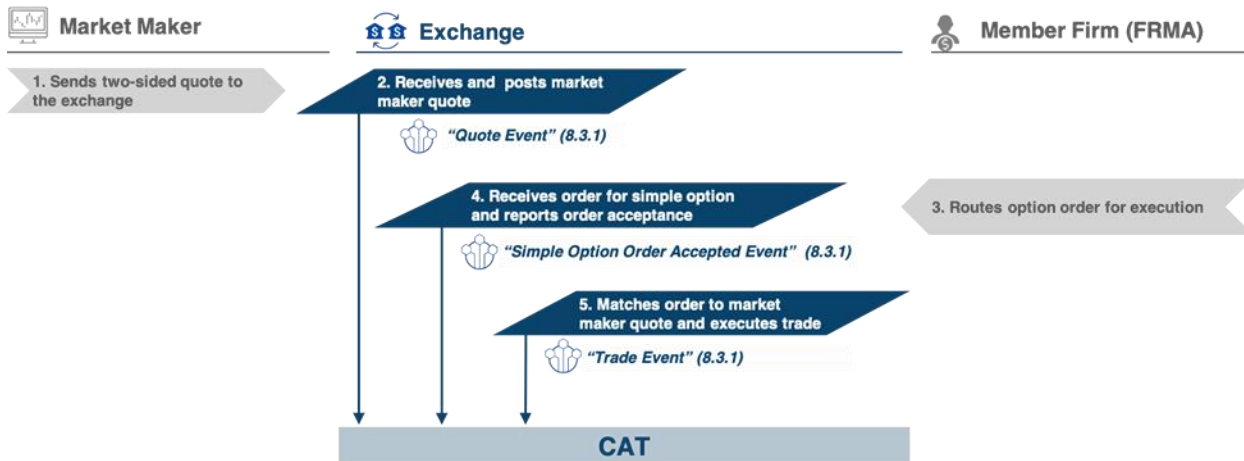 Market Maker
Exchange
Member Firm (FRMA)
1. Sends two-sided quote to
the exchange
2. Receives and posts market
maker quote
“Quote Event” (8.3.1)
4. Receives order for simple option
and reports order acceptance
3. Routes option order for execution
“Simple Option Order Accepted Event” (8.3.1)
5. Matches order to market
maker quote and executes trade
“Trade Event” (8.3.1)
CAT